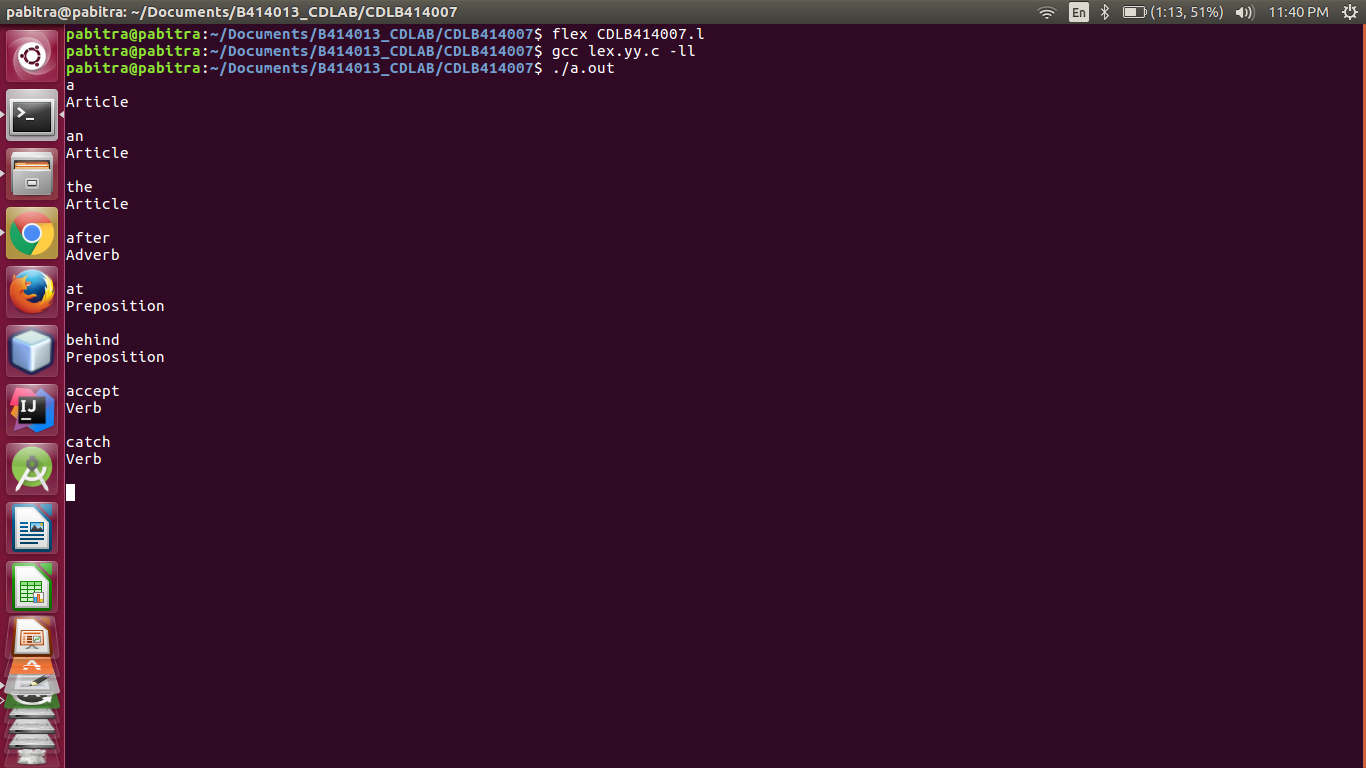 pabitra@pabitra: ~/Documents/B414013_CDLAB/CDLB414007
En
(1:13, 51%)
11:40 PM
pabitra@pabitra:~/Documents/B414013_CDLAB/CDLB414007$ flex CDLB414007.l
pabitra@pabitra:~/Documents/B414013_CDLAB/CDLB414007$ gcc lex.yy.c -ll
pabitra@pabitra:~/Documents/B414013_CDLAB/CDLB414007$ ./a.out
a
Article
an
Article
the
Article
after
Adverb
at
Preposition
behind
Preposition
accept
Verb
catch
Verb
IJ